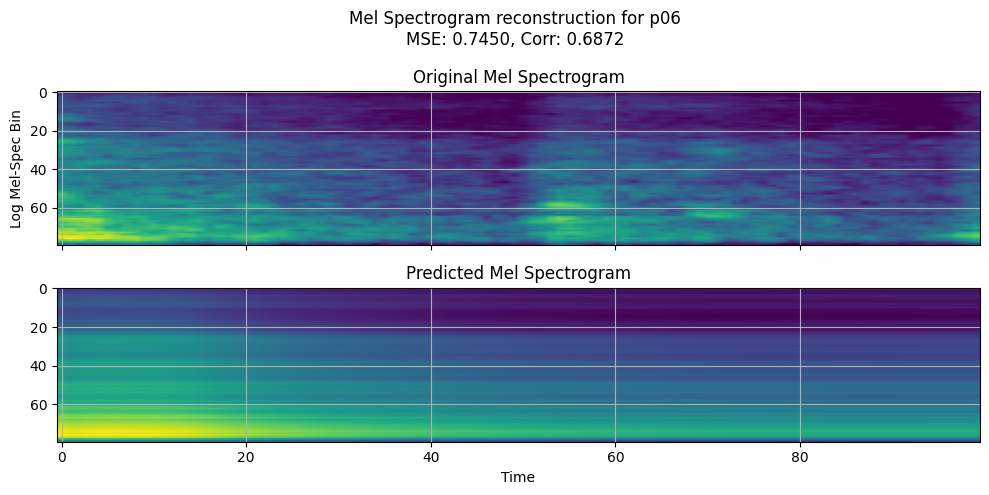 Mel Spectrogram reconstruction for p06
MSE: 0.7450, Corr: 0.6872
Original Mel Spectrogram
0
20
40
60
Log Mel-Spec Bin
Predicted Mel Spectrogram
0
20
40
60
0 20 40 60 80
Time